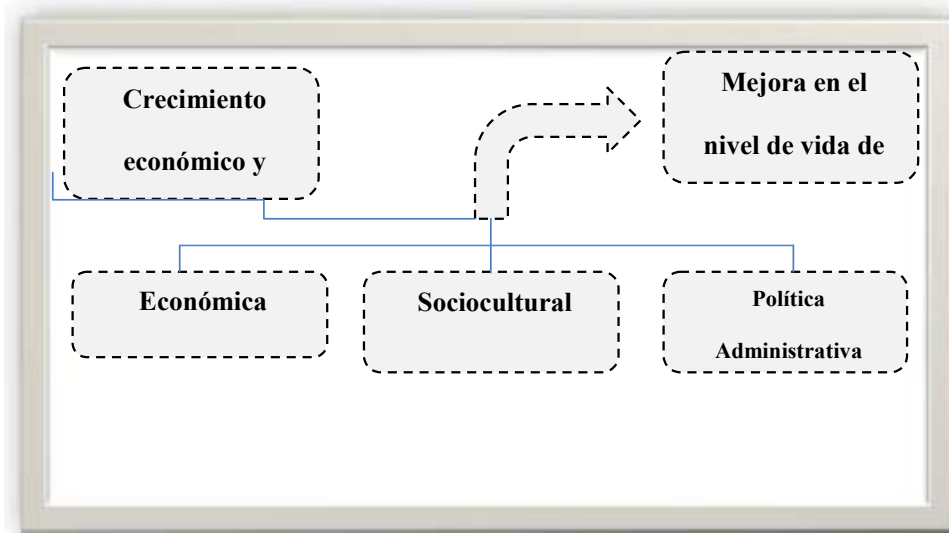 Crecimiento
económico y
Mejora en el
nivel de vida de
Económica
Sociocultural
Política
Administrativa